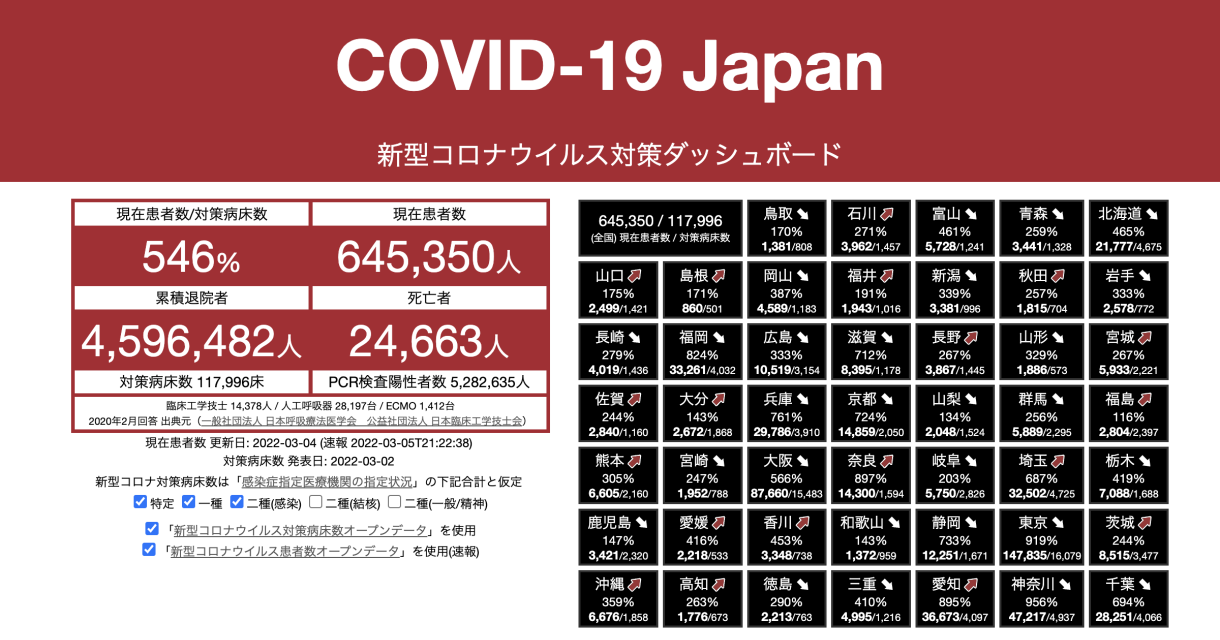 COVID-19 Japan
新型コロナウイルス対策ダッシュボード
現在患者数/対策病床数
現在患者数
546%
645,350人
累積退院者
死亡者
4,596,482人
24,663人
対策病床数 117,996床
PCR検査陽性者数 5,282,635人
臨床工学技士 14,378人 / 人工呼吸器 28,197台 / ECMO 1,412台
2020年2月回答 出典元（一般社団法人 日本呼吸療法医学会　公益社団法人 日本臨床工学技士会）
現在患者数 更新日: 2022-03-04 (速報 2022-03-05T21:22:38)
対策病床数 発表日: 2022-03-02
新型コロナ対策病床数は「感染症指定医療機関の指定状況」の下記合計と仮定
特定 一種 二種(感染) 二種(結核) 二種(一般/精神)
「新型コロナウイルス対策病床数オープンデータ」を使用
「新型コロナウイルス患者数オープンデータ」を使用(速報)
645,350 / 117,996
(全国) 現在患者数 / 対策病床数
鳥取
170%
1,381/808
石川
271%
3,962/1,457
富山
461%
5,728/1,241
青森
259%
3,441/1,328
北海道
465%
21,777/4,675
山口
175%
2,499/1,421
島根
171%
860/501
岡山
387%
4,589/1,183
福井
191%
1,943/1,016
新潟
339%
3,381/996
秋田
257%
1,815/704
岩手
333%
2,578/772
長崎
279%
4,019/1,436
福岡
824%
33,261/4,032
広島
333%
10,519/3,154
滋賀
712%
8,395/1,178
長野
267%
3,867/1,445
山形
329%
1,886/573
宮城
267%
5,933/2,221
佐賀
244%
2,840/1,160
大分
143%
2,672/1,868
兵庫
761%
29,786/3,910
京都
724%
14,859/2,050
山梨
134%
2,048/1,524
群馬
256%
5,889/2,295
福島
116%
2,804/2,397
熊本
305%
6,605/2,160
宮崎
247%
1,952/788
大阪
566%
87,660/15,483
奈良
897%
14,300/1,594
岐阜
203%
5,750/2,826
埼玉
687%
32,502/4,725
栃木
419%
7,088/1,688
鹿児島
147%
3,421/2,320
愛媛
416%
2,218/533
香川
453%
3,348/738
和歌山
143%
1,372/959
静岡
733%
12,251/1,671
東京
919%
147,835/16,079
茨城
244%
8,515/3,477
沖縄
359%
6,676/1,858
高知
263%
1,776/673
徳島
290%
2,213/763
三重
410%
4,995/1,216
愛知
895%
36,673/4,097
神奈川
956%
47,217/4,937
千葉
694%
28,251/4,066